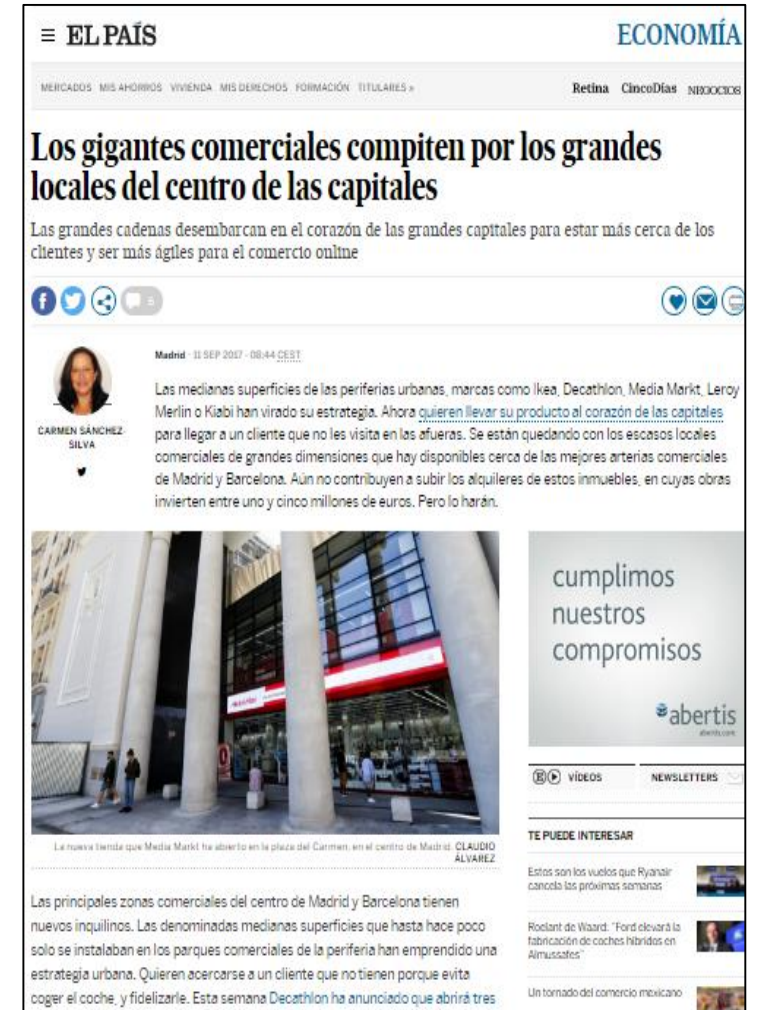 ≡ EL PAÍS
ECONOMÍA
MERCADOS MIS AHORROS VIVIENDA MIS DERECHOS FORMACIÓN TITULARES »
Retina CincoDías NEGOCIOS
Los gigantes comerciales compiten por los grandes
locales del centro de las capitales
Las grandes cadenas desembarcan en el corazón de las grandes capitales para estar más cerca de los
clientes y ser más ágiles para el comercio online
Madrid · 11 SEP 2017 - 08:44 CEST
CARMEN SÁNCHEZ-
SILVA
Las medianas superficies de las periferias urbanas, marcas como Ikea, Decathlon, Media Markt, Leroy
Merlin o Kiabi han virado su estrategia. Ahora quieren llevar su producto al corazón de las capitales
para llegar a un cliente que no les visita en las afueras. Se están quedando con los escasos locales
comerciales de grandes dimensiones que hay disponibles cerca de las mejores arterias comerciales
de Madrid y Barcelona. Aún no contribuyen a subir los alquileres de estos inmuebles, en cuyas obras
invierten entre uno y cinco millones de euros. Pero lo harán.
La nueva tienda que Media Markt ha abierto en la plaza del Carmen, en el centro de Madrid. CLAUDIO
ÁLVAREZ
Las principales zonas comerciales del centro de Madrid y Barcelona tienen
nuevos inquilinos. Las denominadas medianas superficies que hasta hace poco
solo se instalaban en los parques comerciales de la periferia han emprendido una
estrategia urbana. Quieren acercarse a un cliente que no tienen porque evita
coger el coche, y fidelizarle. Esta semana Decathlon ha anunciado que abrirá tres
cumplimos
nuestros
compromisos
abertis
VÍDEOS
NEWSLETTERS
TE PUEDE INTERESAR
Estos son los vuelos que Ryanair
cancela las próximas semanas
Roelant de Waard: "Ford elevará la
fabricación de coches híbridos en
Almussafes"
Un tornado del comercio mexicano